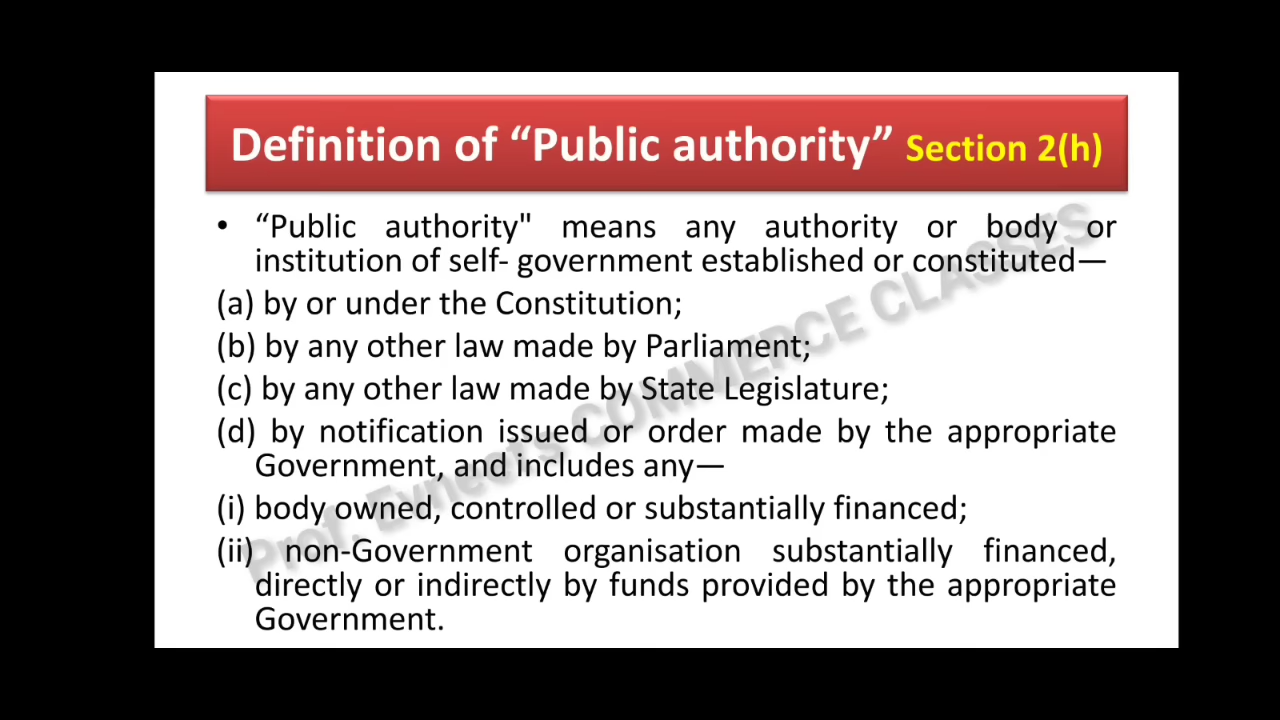 Definition of “Public authority” Section 2(h)
• “Public authority" means any authority or body or
institution of self- government established or constituted—
(a) by or under the Constitution;
(b) by any other law made by Parliament;
(c) by any other law made by State Legislature;
(d) by notification issued or order made by the appropriate
Government, and includes any—
(i) body owned, controlled or substantially financed;
(ii) non-Government organisation substantially financed,
directly or indirectly by funds provided by the appropriate
Government.
Prof. COMMERCE CLASSES